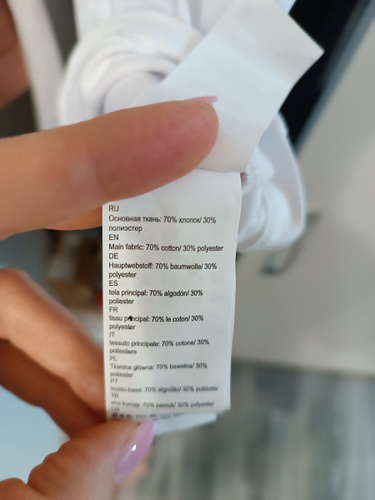 RU
Основная ткань: 70% хлопок/ 30%
полиэстер
EN
Main fabric: 70% cotton/ 30% polyester
DE
Hauptwebstoff: 70% baumwolle/ 30%
polyester
ES
tela principal: 70% algodón/ 30%
poliester
FR
tissu principal: 70% le coton/ 30%
polyester
IT
tessuto principale: 70% cotone/ 30%
poliestere
PL
Tkanina główna: 70% bawełna/ 30%
poliester
PT
tecido base: 70% algodão/ 30% poliéster
TR
ana kumaş: 70% pamuk/ 30% polyester